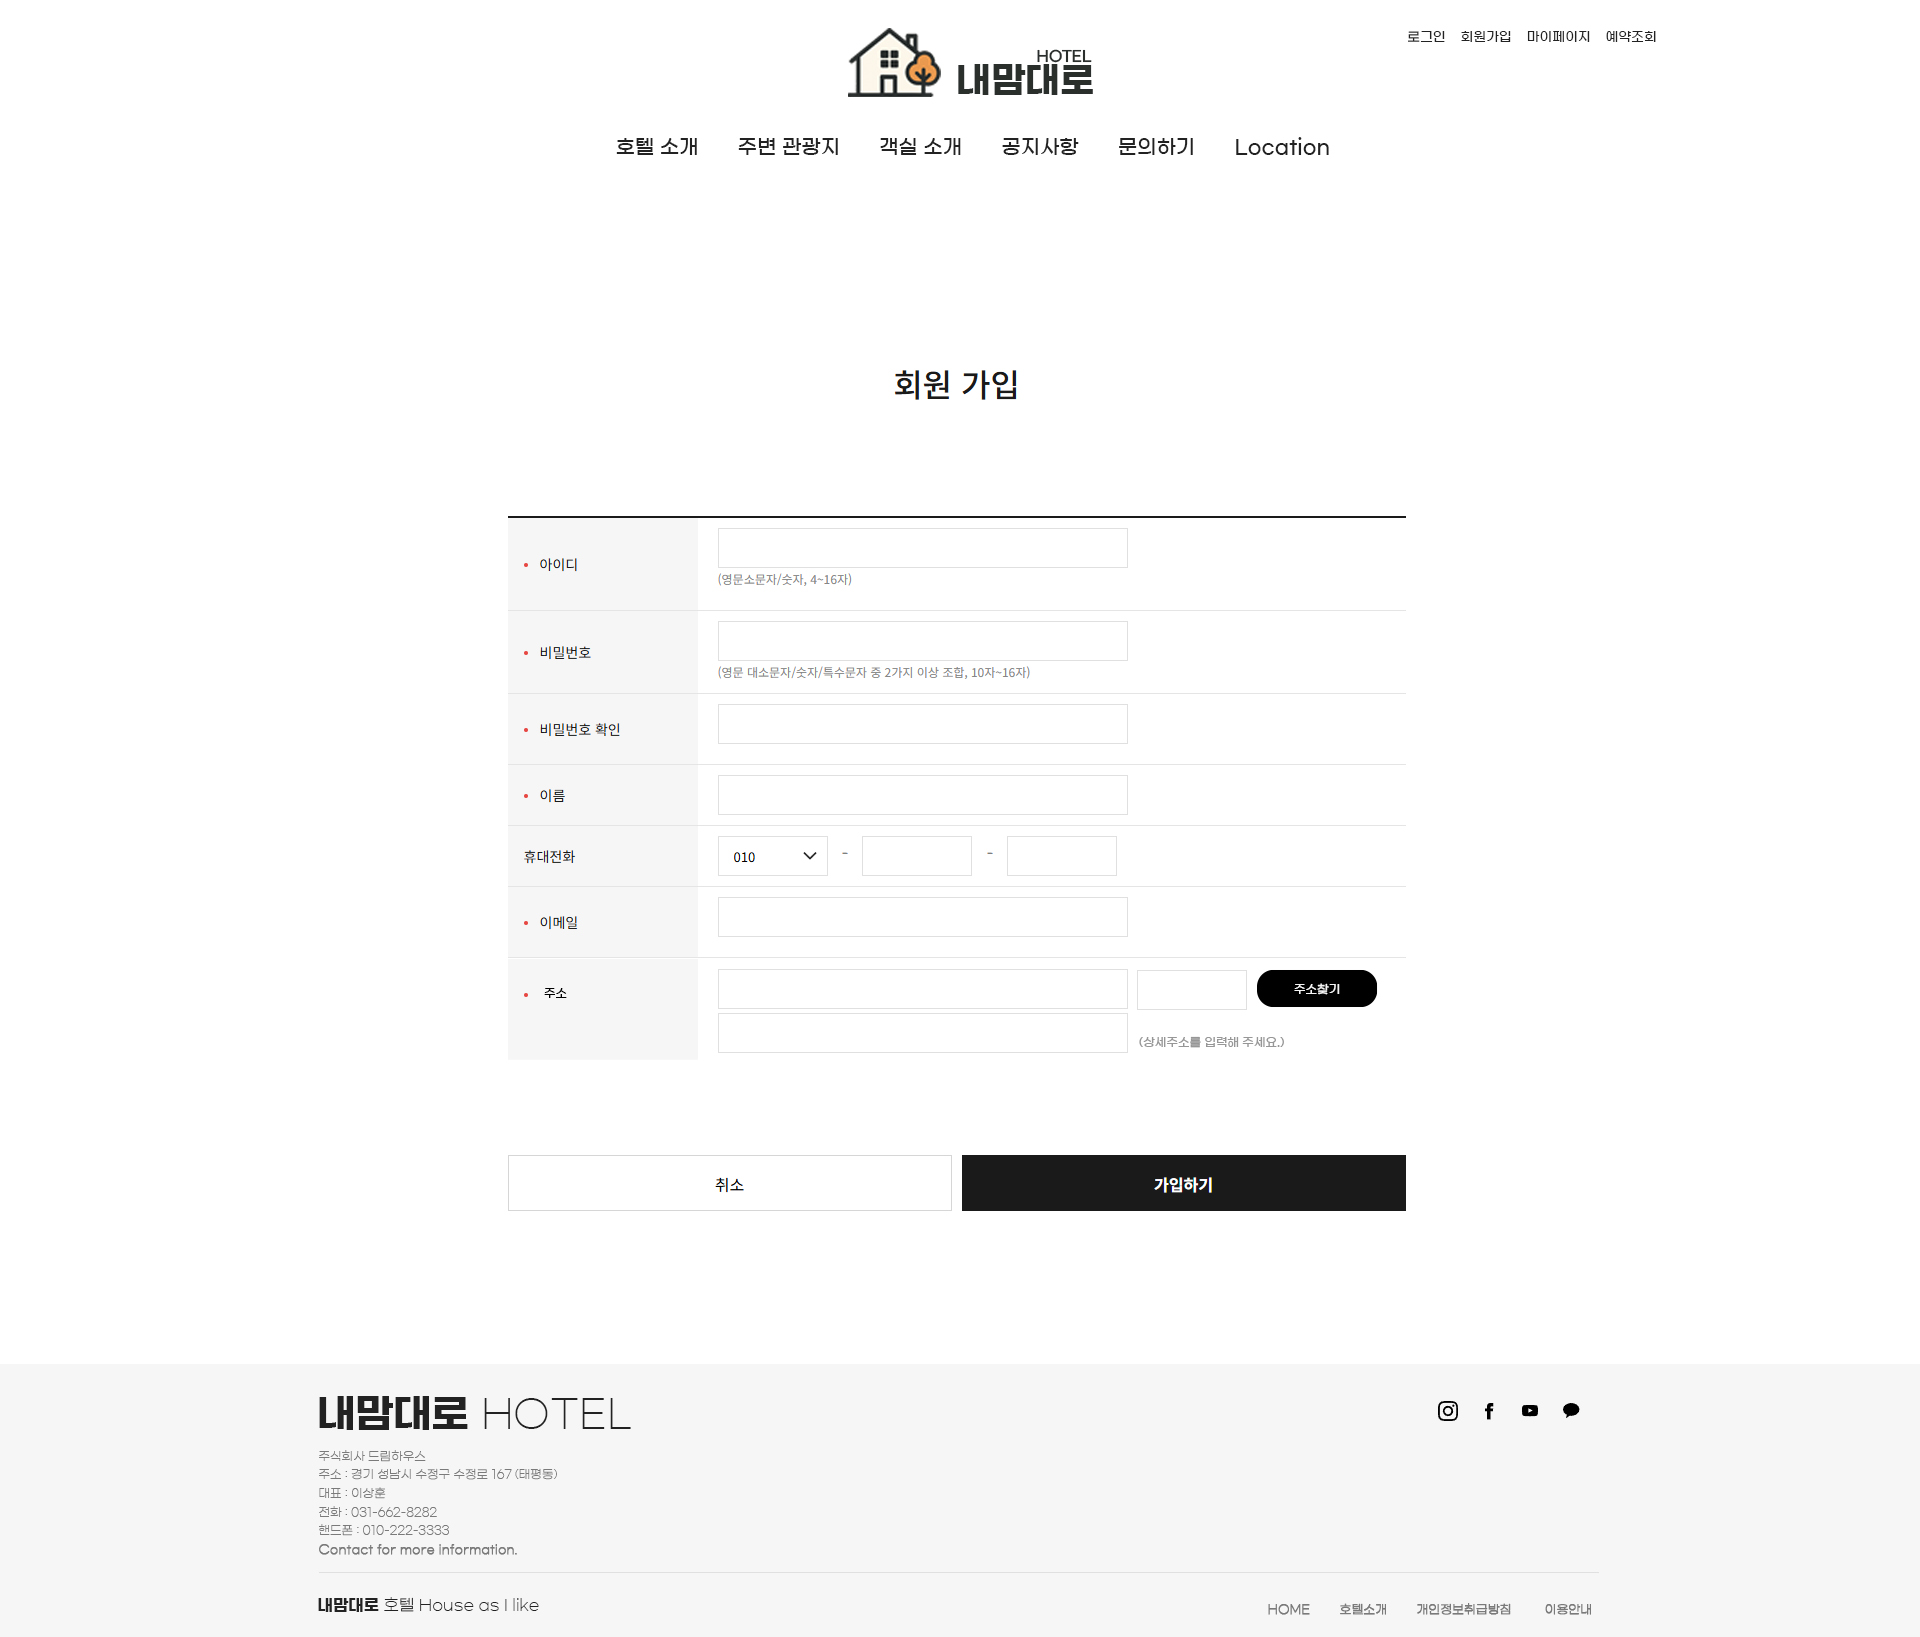 로그인 회원가입 마이페이지 예약조회
HOTEL
내맘대로
호텔 소개 주변 관광지 객실 소개 공지사항 문의하기 Location
회원 가입
아이디
(영문소문자/숫자, 4~16자)
비밀번호
(영문 대소문자/숫자/특수문자 중 2가지 이상 조합, 10자~16자)
비밀번호 확인
이름
휴대전화 010 - -
이메일
주소 주소찾기
(상세주소를 입력해 주세요.)
취소 가입하기
내맘대로 HOTEL
주식회사 드림하우스
주소 : 경기 성남시 수정구 수정로 167 (태평동)
대표 : 이상훈
전화 : 031-662-8282
핸드폰 : 010-222-3333
Contact for more information.
내맘대로 호텔 House as I like
HOME 호텔소개 개인정보취급방침 이용안내